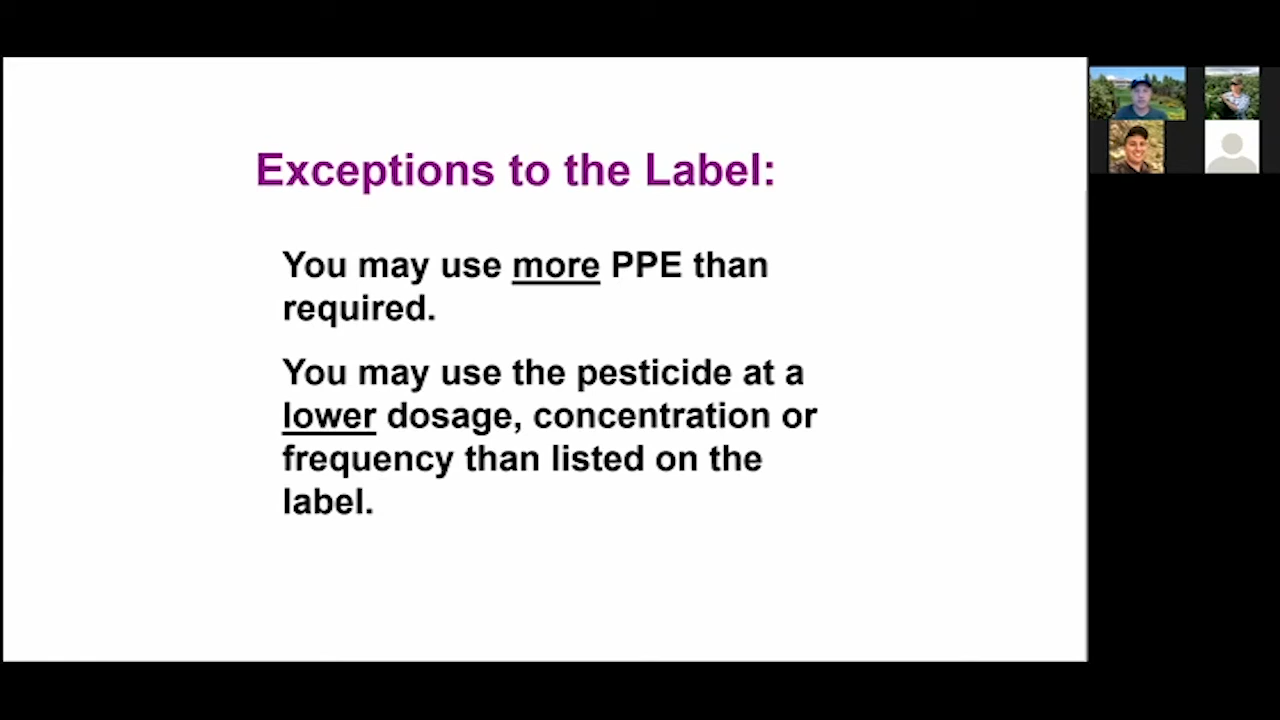 Exceptions to the Label:
You may use more PPE than
required.
You may use the pesticide at a
lower dosage, concentration or
frequency than listed on the
label.